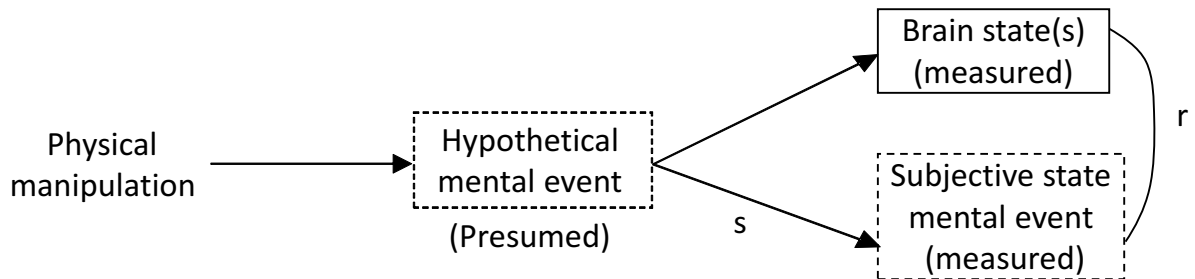 Physical
manipulation
Hypothetical
mental event
(Presumed)
s
Brain state(s)
(measured)
Subjective state
mental event
(measured)
r